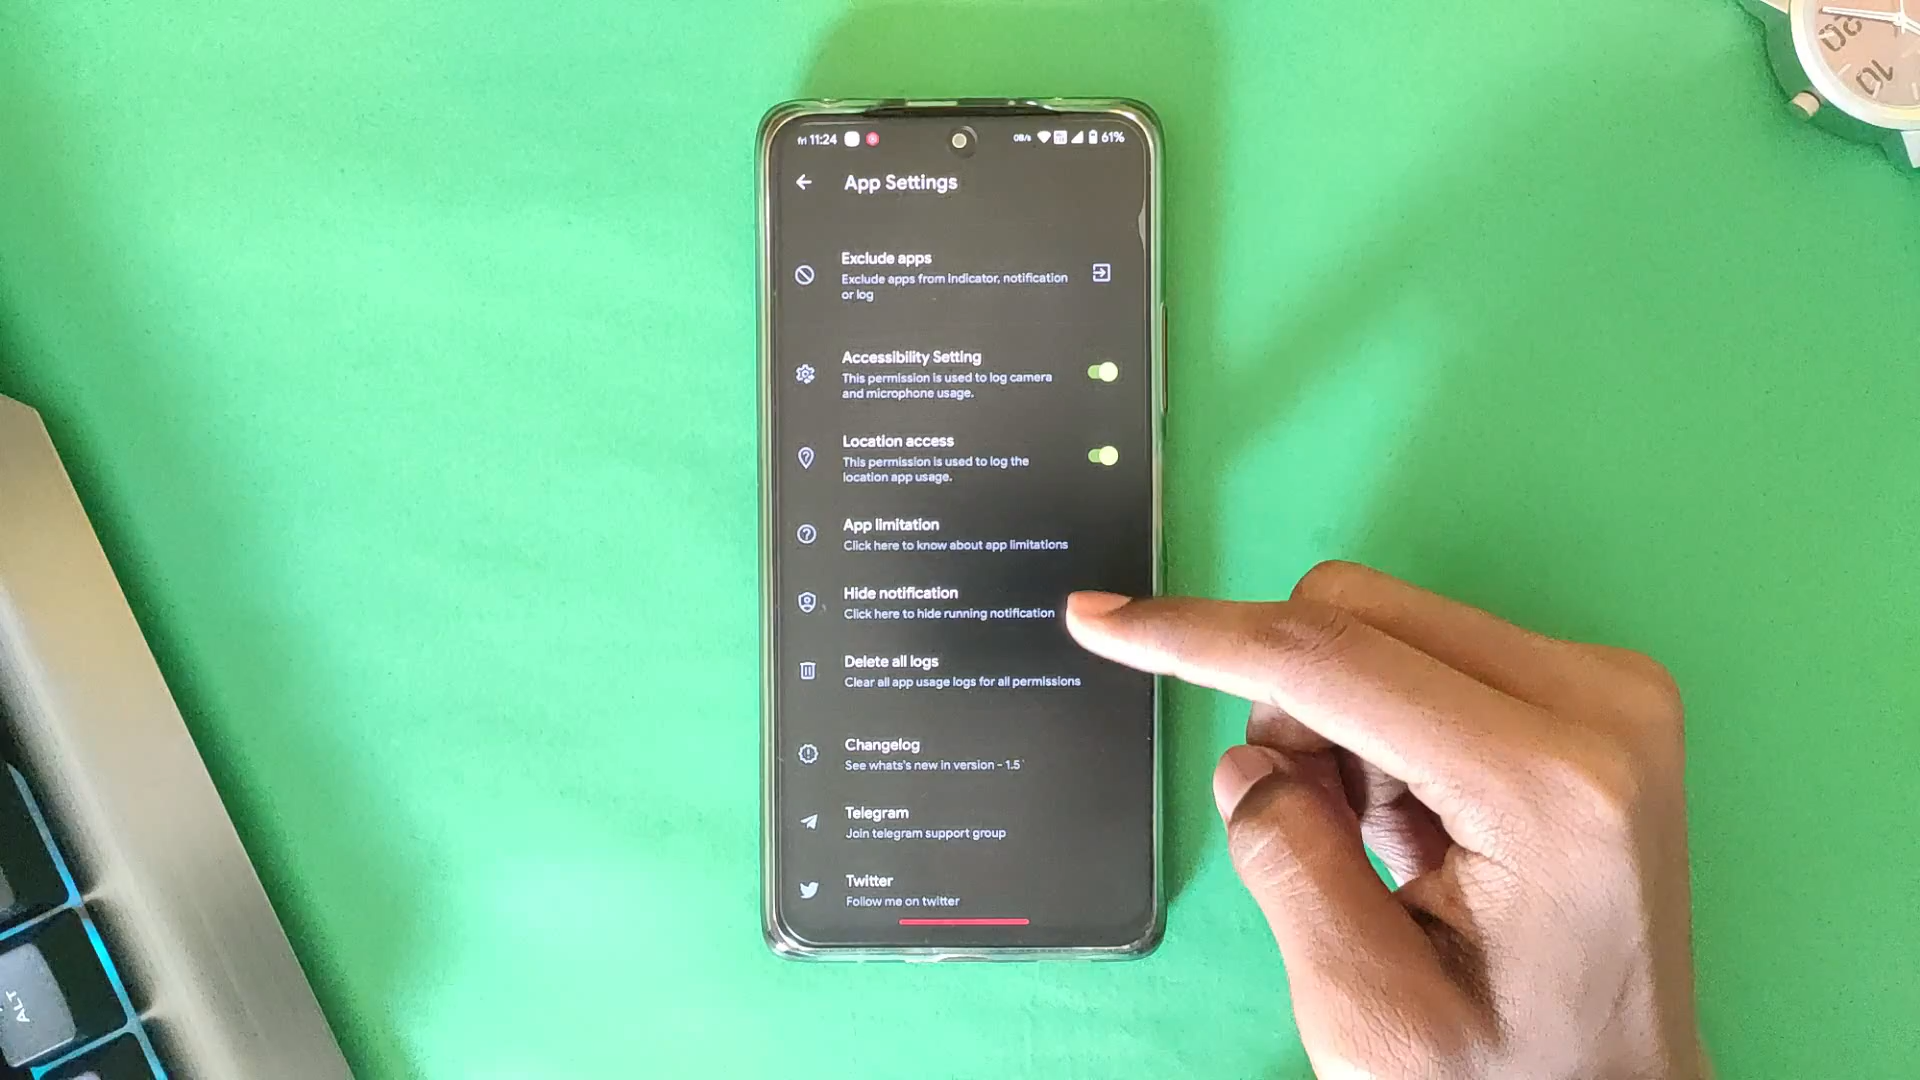 fri 11:24
0B/s 61%
App Settings
Exclude apps
Exclude apps from indicator, notification
or log
Accessibility Setting
This permission is used to log camera
and microphone usage.
Location access
This permission is used to log the
location app usage.
App limitation
Click here to know about app limitations
Hide notification
Click here to hide running notification
Delete all logs
Clear all app usage logs for all permissions
Changelog
See whats's new in version - 1.5
Telegram
Join telegram support group
Twitter
Follow me on twitter
08
10
ALT